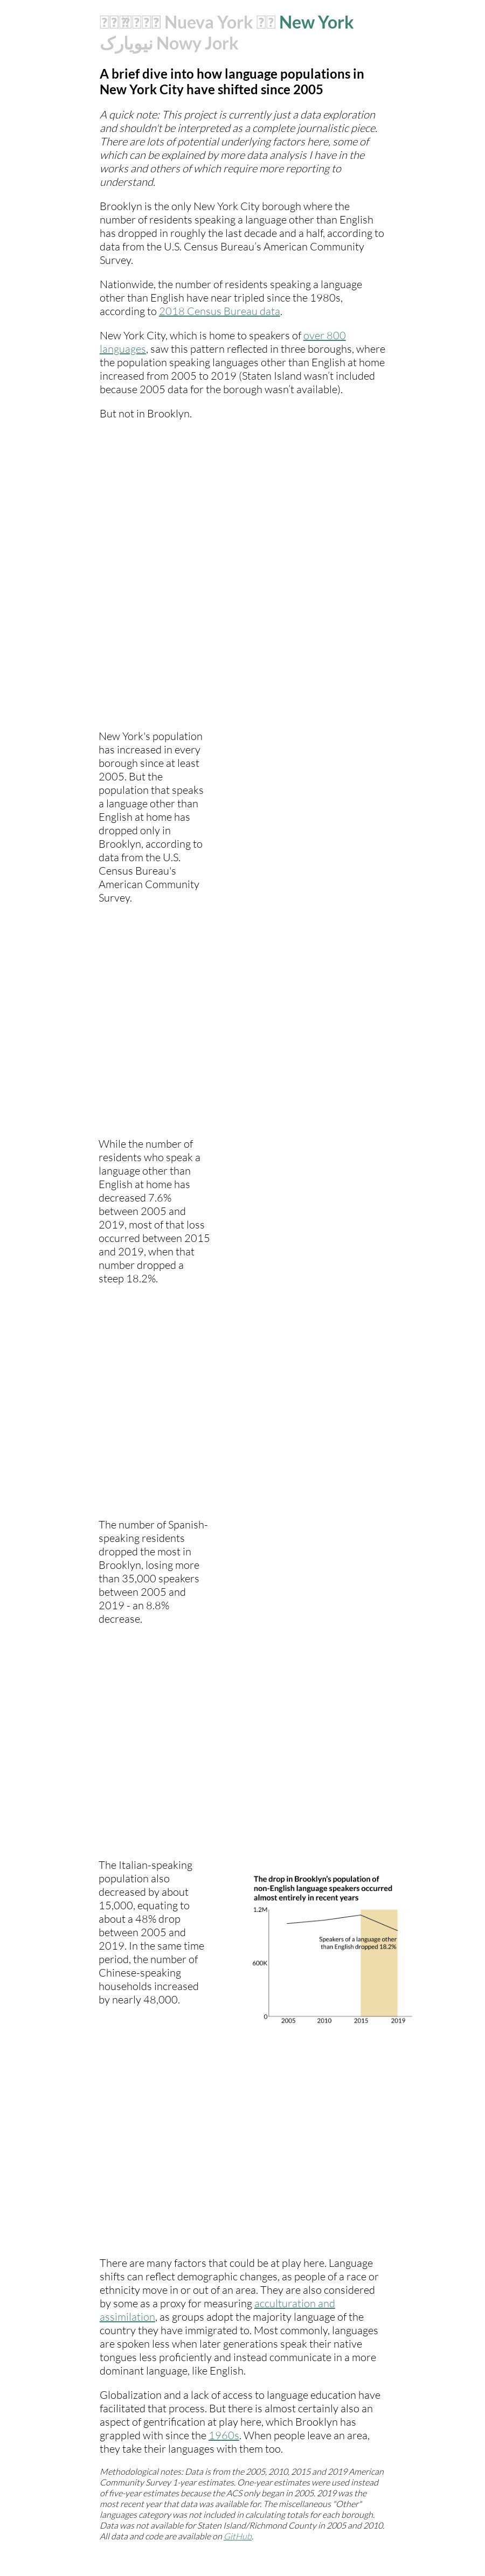 Nueva York New York
نیویارک Nowy Jork
A brief dive into how language populations in
New York City have shifted since 2005
A quick note: This project is currently just a data exploration
and shouldn't be interpreted as a complete journalistic piece.
There are lots of potential underlying factors here, some of
which can be explained by more data analysis I have in the
works and others of which require more reporting to
understand.
Brooklyn is the only New York City borough where the
number of residents speaking a language other than English
has dropped in roughly the last decade and a half, according to
data from the U.S. Census Bureau's American Community
Survey.
Nationwide, the number of residents speaking a language
other than English have near tripled since the 1980s,
according to 2018 Census Bureau data.
New York City, which is home to speakers of over 800
languages, saw this pattern reflected in three boroughs, where
the population speaking languages other than English at home
increased from 2005 to 2019 (Staten Island wasn't included
because 2005 data for the borough wasn't available).
But not in Brooklyn.
New York's population
has increased in every
borough since at least
2005. But the
population that speaks
a language other than
English at home has
dropped only in
Brooklyn, according to
data from the U.S.
Census Bureau's
American Community
Survey.
While the number of
residents who speak a
language other than
English at home has
decreased 7.6%
between 2005 and
2019, most of that loss
occurred between 2015
and 2019, when that
number dropped a
steep 18.2%.
The number of Spanish-
speaking residents
dropped the most in
Brooklyn, losing more
than 35,000 speakers
between 2005 and
2019 - an 8.8%
decrease.
The Italian-speaking
population also
decreased by about
15,000, equating to
about a 48% drop
between 2005 and
2019. In the same time
period, the number of
Chinese-speaking
households increased
by nearly 48,000.
The drop in Brooklyn's population of
non-English language speakers occurred
almost entirely in recent years
1.2M
Speakers of a language other
than English dropped 18.2%
600K
0
2005 2010 2015 2019
There are many factors that could be at play here. Language
shifts can reflect demographic changes, as people of a race or
ethnicity move in or out of an area. They are also considered
by some as a proxy for measuring acculturation and
assimilation, as groups adopt the majority language of the
country they have immigrated to. Most commonly, languages
are spoken less when later generations speak their native
tongues less proficiently and instead communicate in a more
dominant language, like English.
Globalization and a lack of access to language education have
facilitated that process. But there is almost certainly also an
aspect of gentrification at play here, which Brooklyn has
grappled with since the 1960s. When people leave an area,
they take their languages with them too.
Methodological notes: Data is from the 2005, 2010, 2015 and 2019 American
Community Survey 1-year estimates. One-year estimates were used instead
of five-year estimates because the ACS only began in 2005. 2019 was the
most recent year that data was available for. The miscellaneous "Other"
languages category was not included in calculating totals for each borough.
Data was not available for Staten Island/Richmond County in 2005 and 2010.
All data and code are available on GitHub.